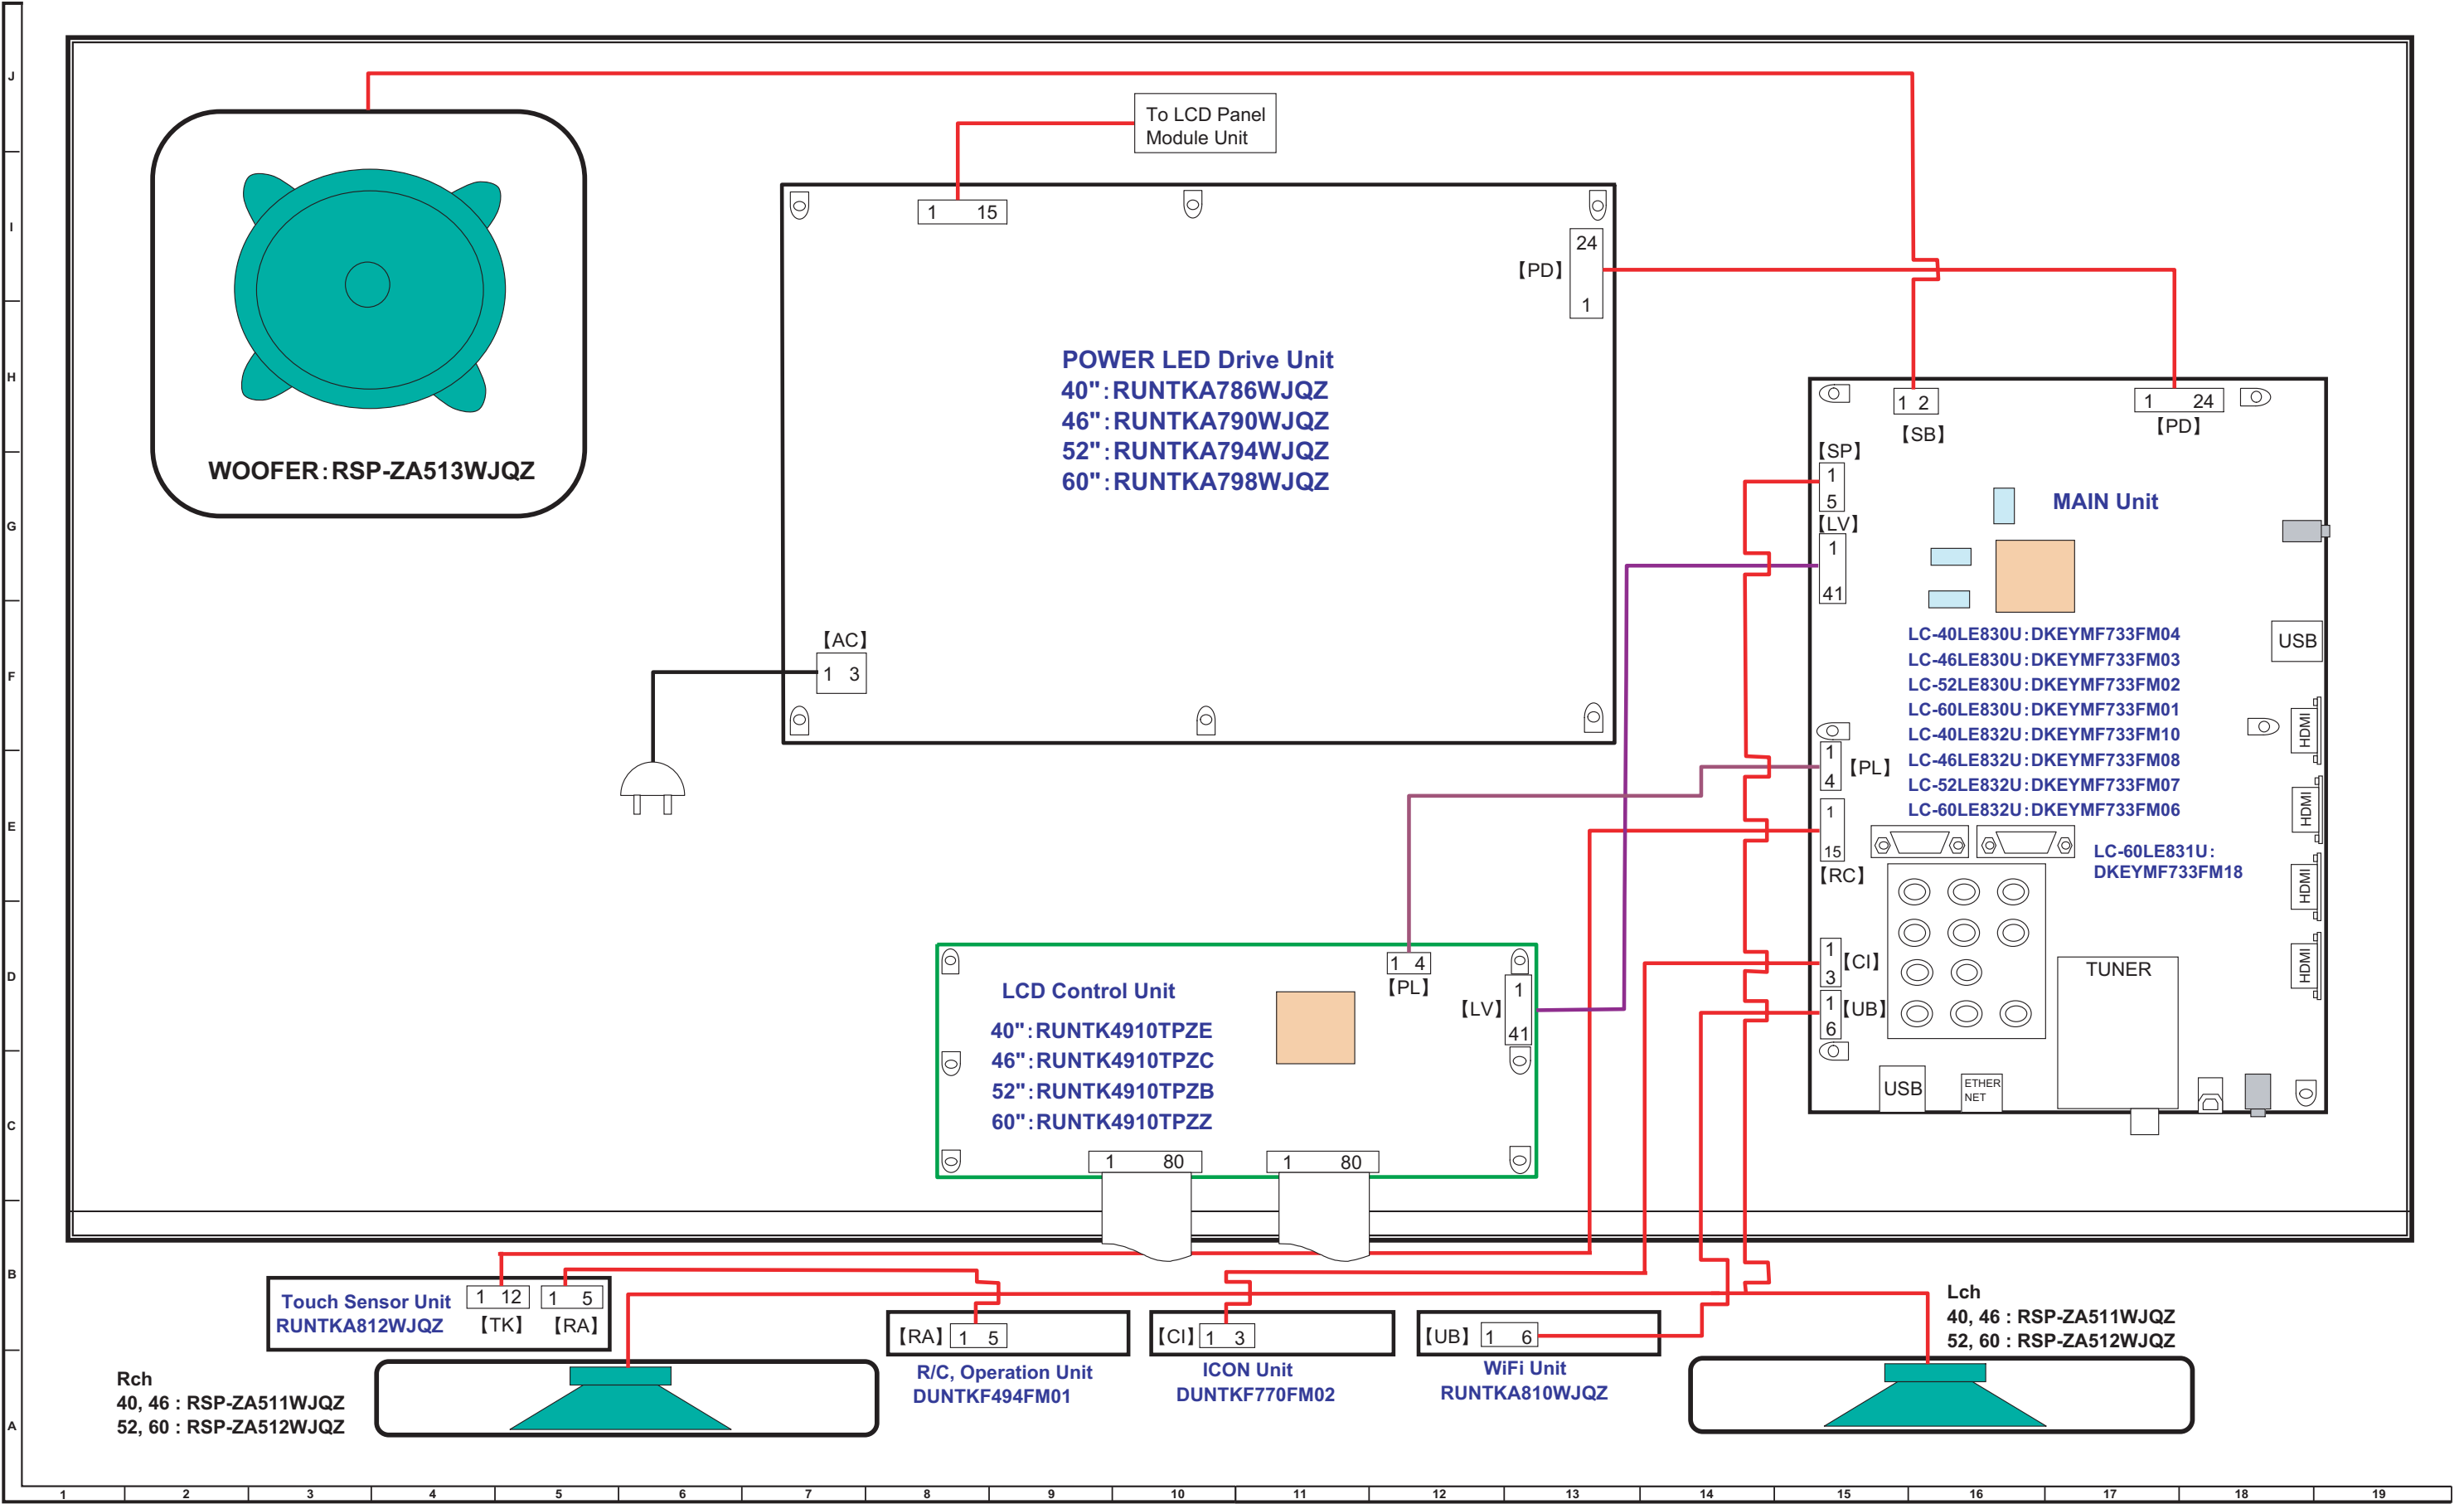 J
I
H
G
F
E
D
C
B
A
To LCD Panel
Module Unit
1 15
24
【PD】
1
POWER LED Drive Unit
40":RUNTKA786WJQZ
46":RUNTKA790WJQZ
52":RUNTKA794WJQZ
60":RUNTKA798WJQZ
【AC】
1 3
WOOFER:RSP-ZA513WJQZ
1 2
【SB】
1 24
【PD】
【SP】
1
5
【LV】
1
41
MAIN Unit
USB
LC-40LE830U:DKEYMF733FM04
LC-46LE830U:DKEYMF733FM03
LC-52LE830U:DKEYMF733FM02
LC-60LE830U:DKEYMF733FM01
LC-40LE832U:DKEYMF733FM10
LC-46LE832U:DKEYMF733FM08
LC-52LE832U:DKEYMF733FM07
LC-60LE832U:DKEYMF733FM06
LC-60LE831U:
DKEYMF733FM18
HDMI
HDMI
HDMI
HDMI
1
4
【PL】
1
15
【RC】
1
3
【CI】
1
6
【UB】
TUNER
USB
ETHER
NET
LCD Control Unit
40":RUNTK4910TPZE
46":RUNTK4910TPZC
52":RUNTK4910TPZB
60":RUNTK4910TPZZ
1 4
【PL】
【LV】
1
41
1 80
1 80
Touch Sensor Unit
RUNTKA812WJQZ
1 12
【TK】
1 5
【RA】
【RA】 1 5
R/C, Operation Unit
DUNTKF494FM01
【CI】 1 3
ICON Unit
DUNTKF770FM02
【UB】 1 6
WiFi Unit
RUNTKA810WJQZ
Lch
40, 46 : RSP-ZA511WJQZ
52, 60 : RSP-ZA512WJQZ
Rch
40, 46 : RSP-ZA511WJQZ
52, 60 : RSP-ZA512WJQZ
1 2 3 4 5 6 7 8 9 10 11 12 13 14 15 16 17 18 19